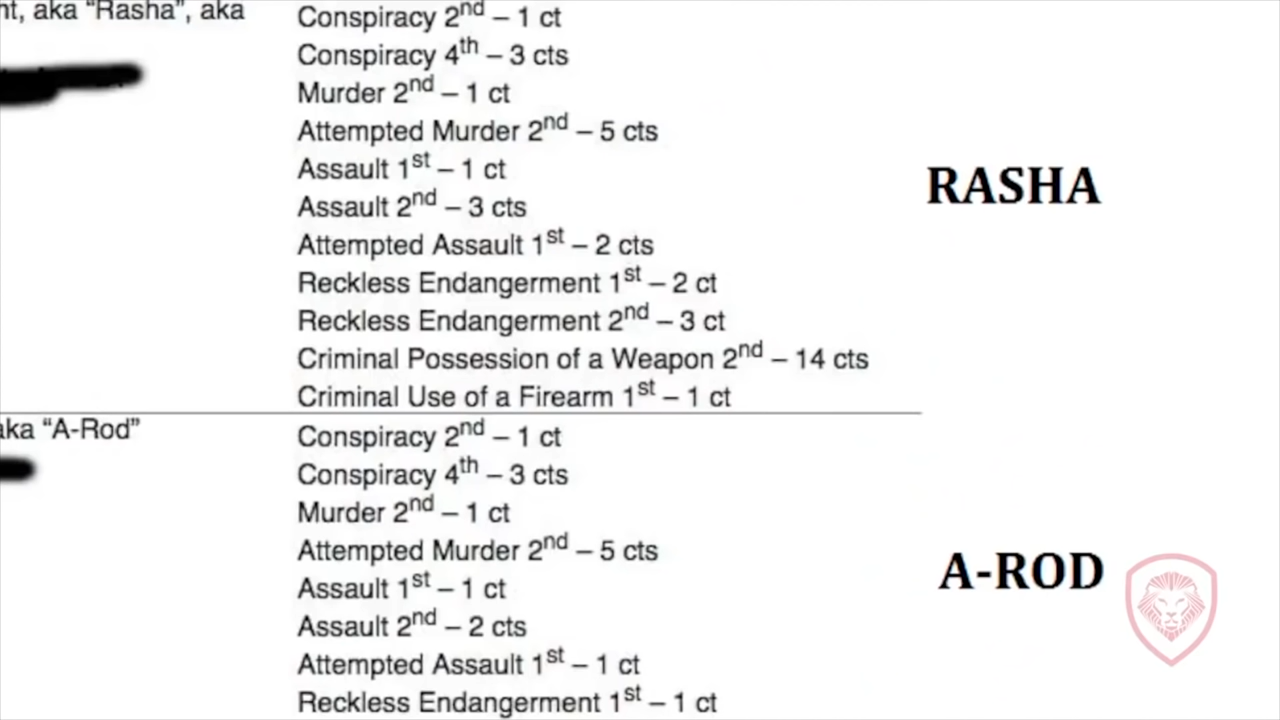 nt, aka “Rasha”, aka
Conspiracy 2nd – 1 ct
Conspiracy 4th – 3 cts
Murder 2nd – 1 ct
Attempted Murder 2nd – 5 cts
Assault 1st – 1 ct
Assault 2nd – 3 cts
Attempted Assault 1st – 2 cts
Reckless Endangerment 1st – 2 ct
Reckless Endangerment 2nd – 3 ct
Criminal Possession of a Weapon 2nd – 14 cts
Criminal Use of a Firearm 1st – 1 ct
RASHA
aka “A-Rod”
Conspiracy 2nd – 1 ct
Conspiracy 4th – 3 cts
Murder 2nd – 1 ct
Attempted Murder 2nd – 5 cts
Assault 1st – 1 ct
Assault 2nd – 2 cts
Attempted Assault 1st – 1 ct
Reckless Endangerment 1st – 1 ct
A-ROD